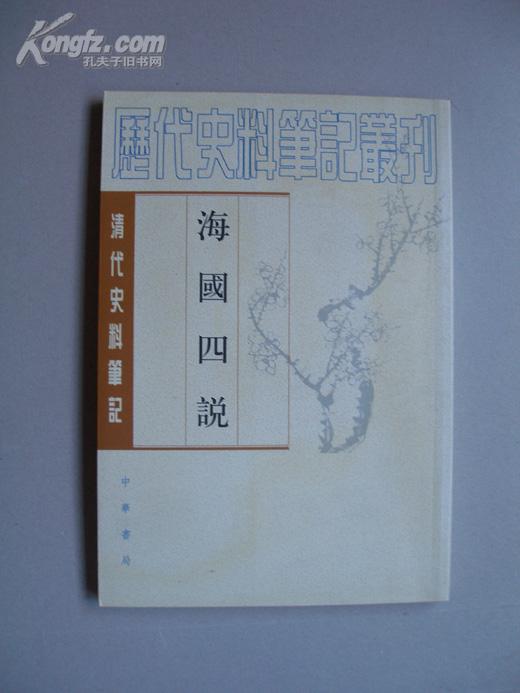 Kongfz.com
孔夫子旧书网
歷代史料筆記叢刊
清代史料筆記
海國四説
中華書局